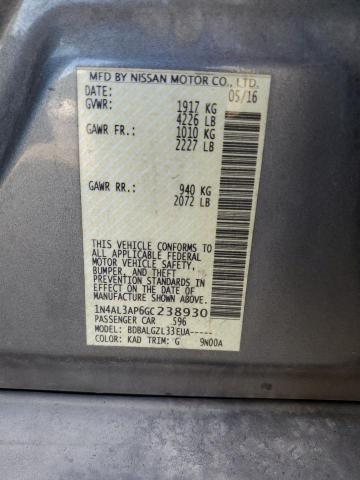 MFD BY NISSAN MOTOR CO., LTD.
DATE: 05/16
GVWR: 1917 KG
4226 LB
GAWR FR.: 1010 KG
2227 LB
GAWR RR.: 940 KG
2072 LB
THIS VEHICLE CONFORMS TO
ALL APPLICABLE FEDERAL
MOTOR VEHICLE SAFETY,
BUMPER, AND THEFT
PREVENTION STANDARDS IN
EFFECT ON THE DATE OF
MANUFACTURE SHOWN ABOVE.
1N4AL3AP6GC238930
PASSENGER CAR 596
MODEL: BDBALGZL33EUA-----
COLOR: KAD TRIM: G 9N00A